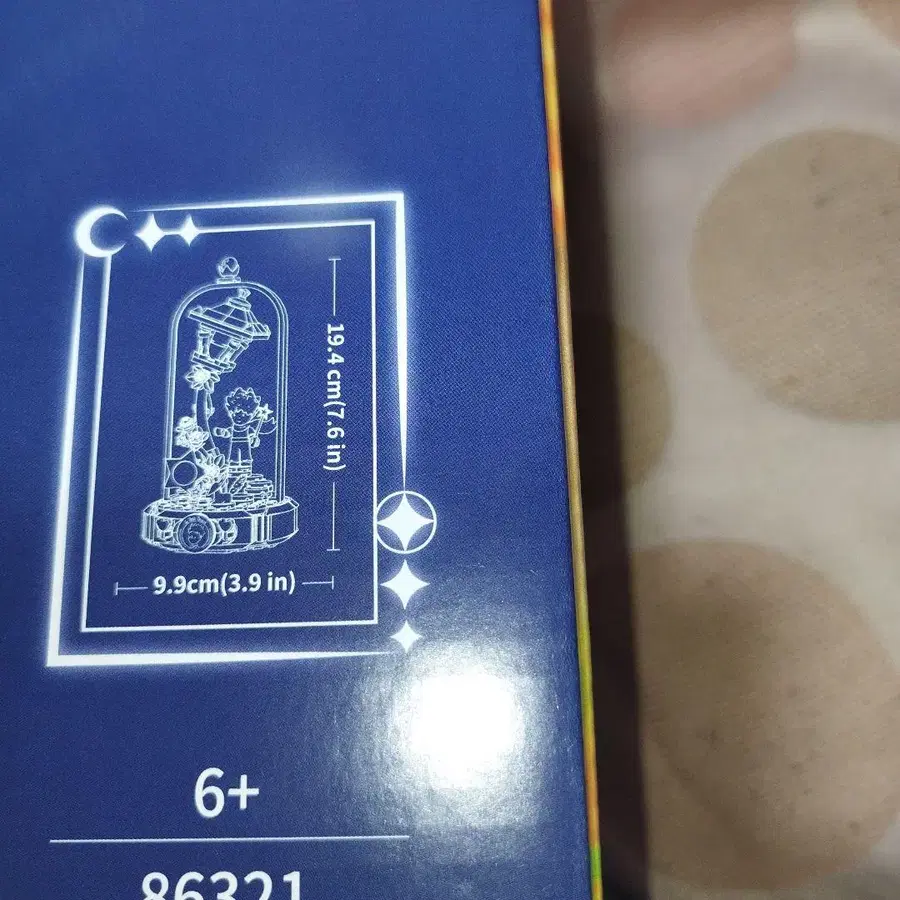 19.4 cm(7.6 in)
9.9cm(3.9 in)
6+
86321